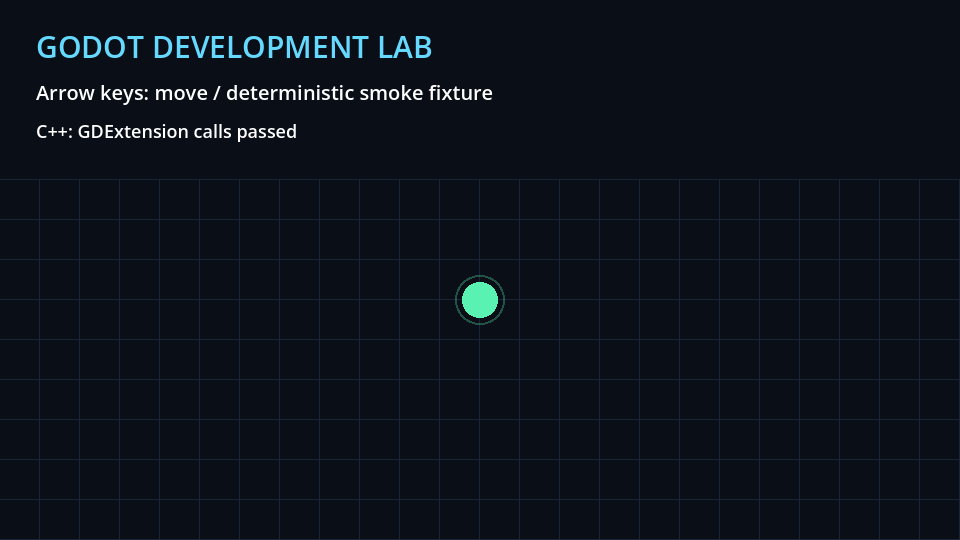 GODOT DEVELOPMENT LAB
Arrow keys: move / deterministic smoke fixture
C++: GDExtension calls passed